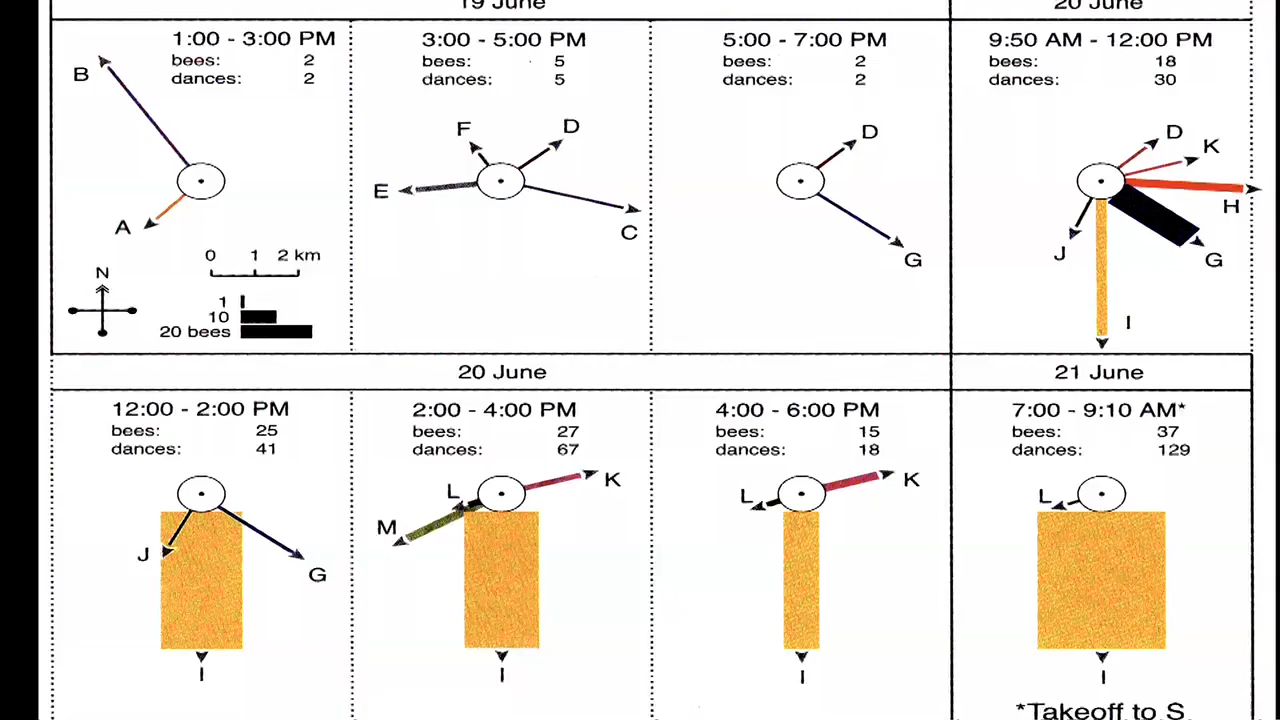 19 June
20 June
1:00 - 3:00 PM
bees: 2
dances: 2
B
A
0 1 2 km
N
1
10
20 bees
3:00 - 5:00 PM
bees: 5
dances: 5
F
D
E
C
5:00 - 7:00 PM
bees: 2
dances: 2
D
G
9:50 AM - 12:00 PM
bees: 18
dances: 30
D
K
H
J
G
I
20 June
21 June
12:00 - 2:00 PM
bees: 25
dances: 41
J
G
I
2:00 - 4:00 PM
bees: 27
dances: 67
L
K
M
I
4:00 - 6:00 PM
bees: 15
dances: 18
L
K
I
7:00 - 9:10 AM*
bees: 37
dances: 129
L
I
*Takeoff to S